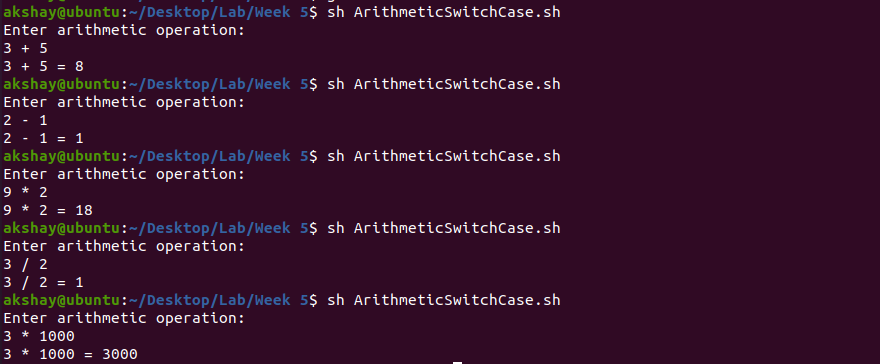 akshay@ubuntu:~/Desktop/Lab/Week 5$ sh ArithmeticSwitchCase.sh
Enter arithmetic operation:
3 + 5
3 + 5 = 8
akshay@ubuntu:~/Desktop/Lab/Week 5$ sh ArithmeticSwitchCase.sh
Enter arithmetic operation:
2 - 1
2 - 1 = 1
akshay@ubuntu:~/Desktop/Lab/Week 5$ sh ArithmeticSwitchCase.sh
Enter arithmetic operation:
9 * 2
9 * 2 = 18
akshay@ubuntu:~/Desktop/Lab/Week 5$ sh ArithmeticSwitchCase.sh
Enter arithmetic operation:
3 / 2
3 / 2 = 1
akshay@ubuntu:~/Desktop/Lab/Week 5$ sh ArithmeticSwitchCase.sh
Enter arithmetic operation:
3 * 1000
3 * 1000 = 3000